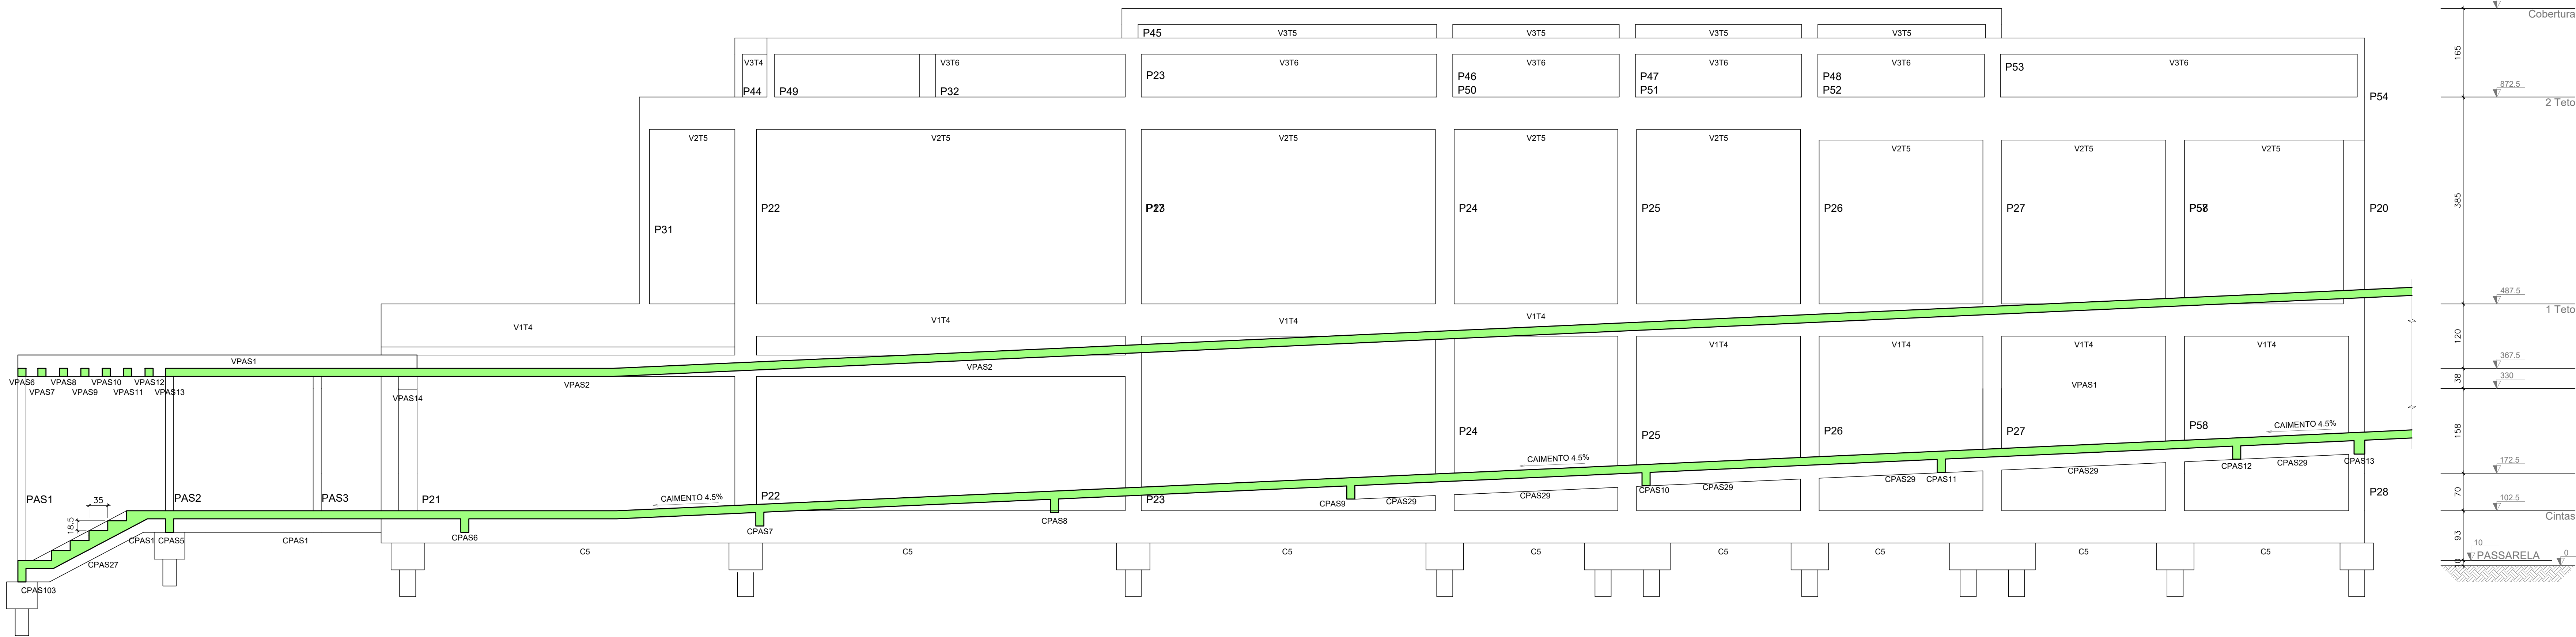 Cobertura
P45
V3T5
V3T5
V3T5
V3T5
V3T4
V3T6
V3T6
V3T6
V3T6
V3T6
V3T6
P53
P23
P46
P47
P48
P44
P49
P32
P50
P51
P52
P54
165
872.5
2 Teto
V2T5
V2T5
V2T5
V2T5
V2T5
V2T5
V2T5
V2T5
P31
P22
P24
P25
P26
P27
P20
385
487.5
1 Teto
V1T4
V1T4
V1T4
V1T4
V1T4
V1T4
V1T4
V1T4
120
VPAS1
VPAS2
367.5
38
330
VPAS6
VPAS8
VPAS10
VPAS12
VPAS7
VPAS9
VPAS11
VPAS13
VPAS2
VPAS14
VPAS1
P24
P25
P26
P27
P58
CAIMENTO 4.5%
158
CAIMENTO 4.5%
CPAS13
172.5
CPAS29
CPAS12
CPAS29
CPAS29
CPAS11
CPAS29
CPAS10
CPAS29
CPAS29
CPAS9
P23
P28
70
PAS1
35
PAS2
PAS3
P21
CAIMENTO 4.5%
P22
102.5
Cintas
18.5
CPAS8
CPAS7
CPAS6
CPAS1
CPAS5
CPAS1
93
C5
C5
C5
C5
C5
C5
C5
C5
10
PASSARELA
0
10
CPAS27
CPAS103